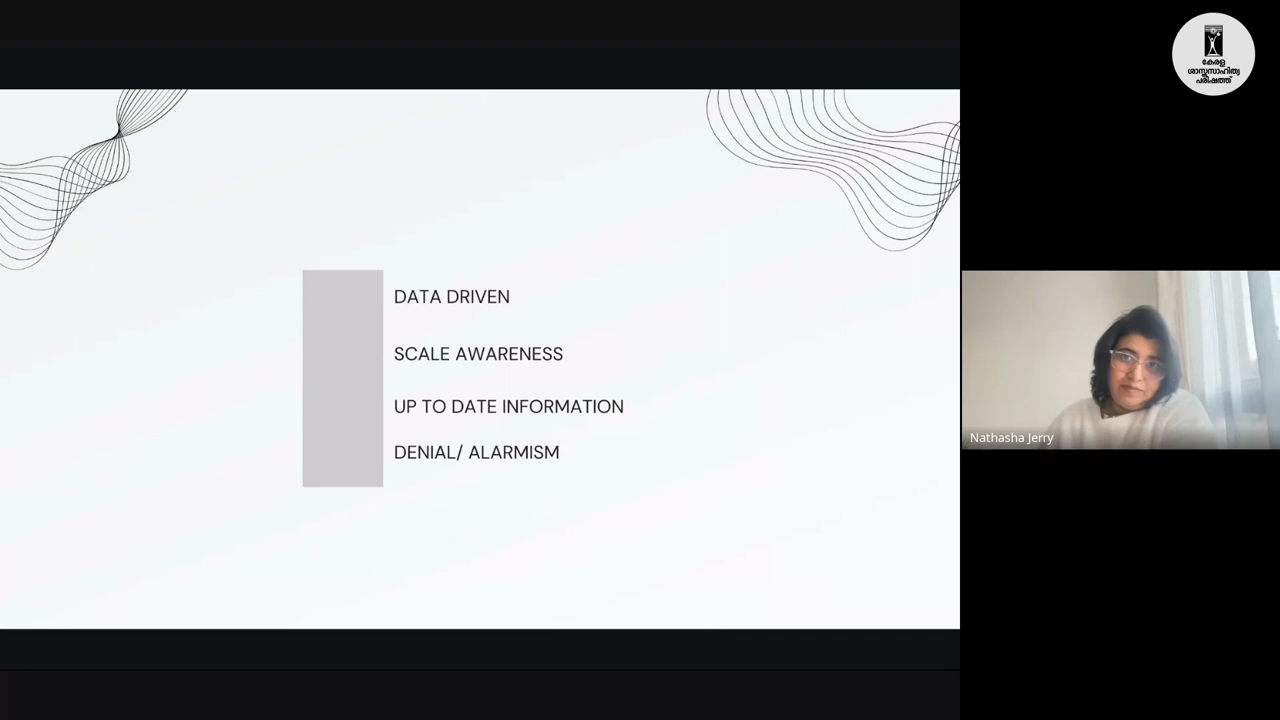 DATA DRIVEN
SCALE AWARENESS
UP TO DATE INFORMATION
DENIAL/ ALARMISM
Nathasha Jerry
കേരള
ശാസ്ത്രസാഹിത്യ
പരിഷത്ത്